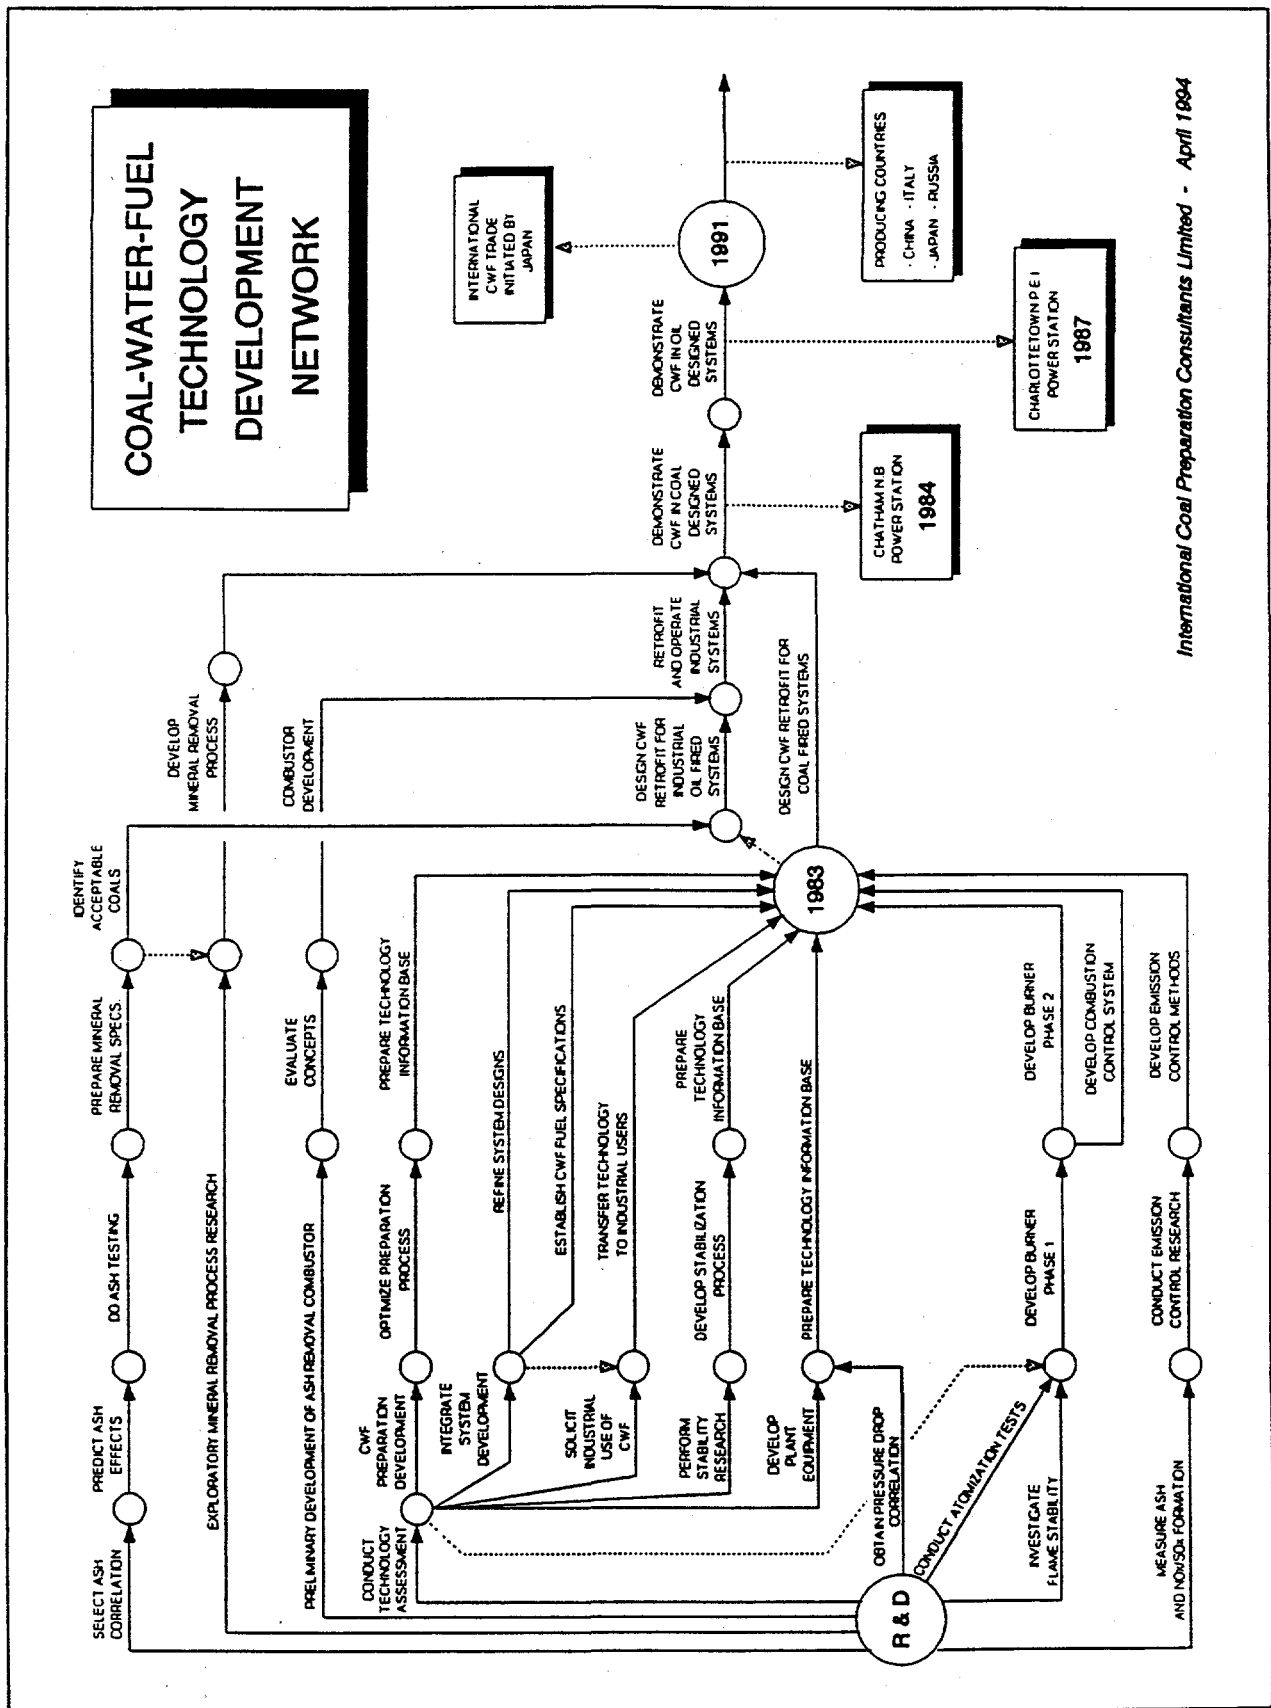 COAL-WATER-FUEL
TECHNOLOGY
DEVELOPMENT
NETWORK
SELECT ASH
CORRELATION
PREDICT ASH
EFFECTS
DO ASH TESTING
PREPARE MINERAL
REMOVAL SPECS.
IDENTIFY
ACCEPTABLE
COALS
EXPLORATORY MINERAL REMOVAL PROCESS RESEARCH
DEVELOP
MINERAL REMOVAL
PROCESS
PRELIMINARY DEVELOPMENT OF ASH REMOVAL COMBUSTOR
EVALUATE
CONCEPTS
COMBUSTOR
DEVELOPMENT
CONDUCT
TECHNOLOGY
ASSESSMENT
CWF
PREPARATION
DEVELOPMENT
OPTIMIZE PREPARATION
PROCESS
PREPARE TECHNOLOGY
INFORMATION BASE
INTEGRATE
SYSTEM
DEVELOPMENT
REFINE SYSTEM DESIGNS
ESTABLISH CWF FUEL SPECIFICATIONS
SOLICIT
INDUSTRIAL
USE OF
CWF
TRANSFER TECHNOLOGY
TO INDUSTRIAL USERS
PERFORM
STABILITY
RESEARCH
DEVELOP STABILIZATION
PROCESS
PREPARE
TECHNOLOGY
INFORMATION BASE
DEVELOP
PLANT
EQUIPMENT
PREPARE TECHNOLOGY INFORMATION BASE
OBTAIN PRESSURE DROP
CORRELATION
R & D
CONDUCT ATOMIZATION TESTS
INVESTIGATE
FLAME STABILITY
DEVELOP BURNER
PHASE 1
DEVELOP BURNER
PHASE 2
DEVELOP COMBUSTION
CONTROL SYSTEM
MEASURE ASH
AND NOx/SOx FORMATION
CONDUCT EMISSION
CONTROL RESEARCH
DEVELOP EMISSION
CONTROL METHODS
1983
DESIGN CWF
RETROFIT FOR
INDUSTRIAL
OIL FIRED
SYSTEMS
RETROFIT
AND OPERATE
INDUSTRIAL
SYSTEMS
DESIGN CWF RETROFIT FOR
COAL FIRED SYSTEMS
DEMONSTRATE
CWF IN COAL
DESIGNED
SYSTEMS
DEMONSTRATE
CWF IN OIL
DESIGNED
SYSTEMS
1991
INTERNATIONAL
CWF TRADE
INITIATED BY
JAPAN
CHATHAM N.B
POWER STATION
1984
CHARLOTTETOWN P E I
POWER STATION
1987
PRODUCING COUNTRIES
- CHINA - ITALY
- JAPAN - RUSSIA
International Coal Preparation Consultants Limited - April 1994